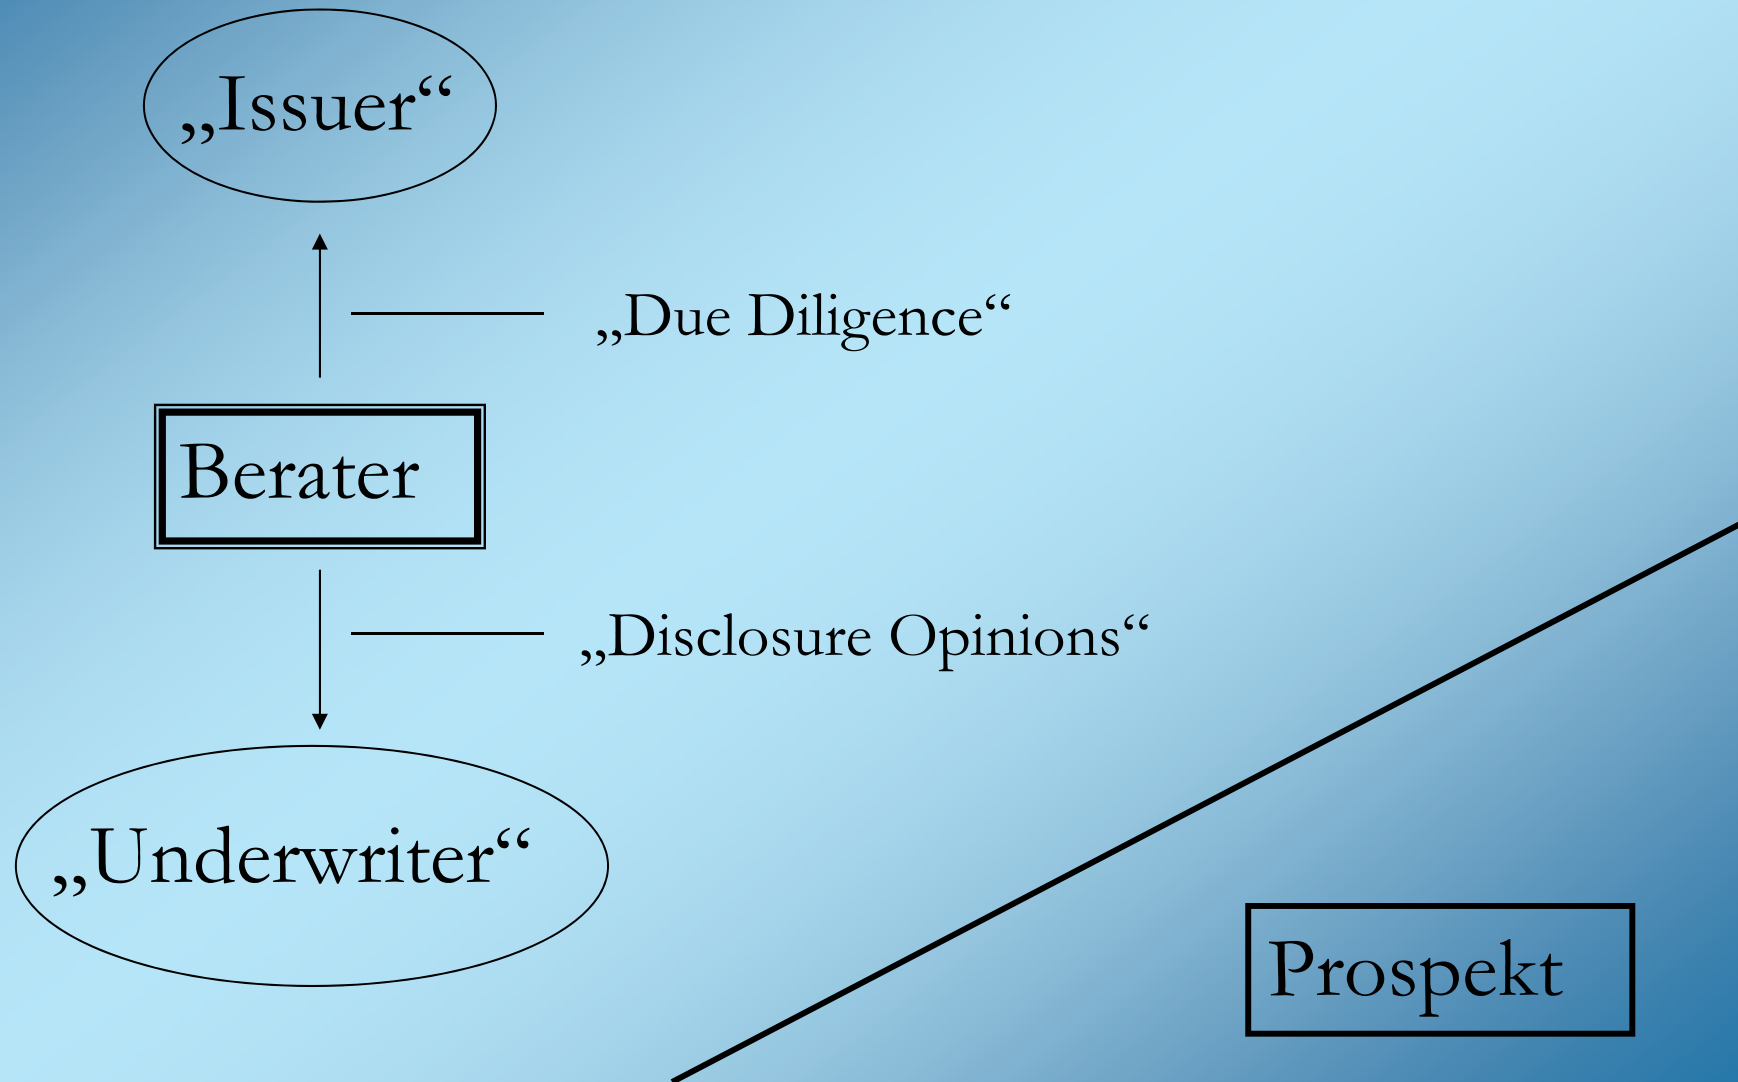 „Issuer“
„Due Diligence“
Berater
„Disclosure Opinions“
„Underwriter“
Prospekt